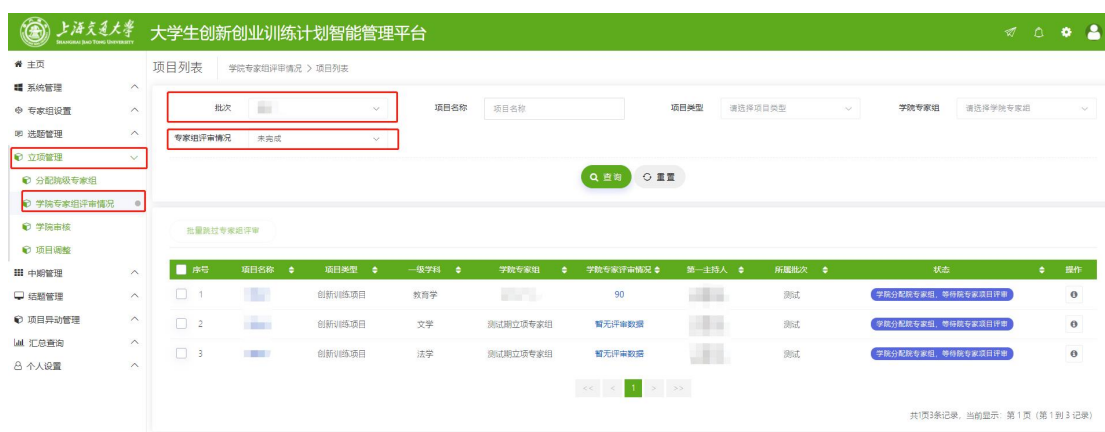 上海交通大学 大学生创新创业训练计划智能管理平台
SHANGHAI JIAO TONG UNIVERSITY
主页
系统管理
专家组设置
选题管理
立项管理
分配院级专家组
学院专家组评审情况
学院审核
项目调整
中期管理
结题管理
项目异动管理
汇总查询
个人设置
项目列表 学院专家组评审情况 > 项目列表
批次 项目名称 项目名称 项目类型 请选择项目类型 学院专家组 请选择学院专家组
专家组评审情况 未完成
查询 重置
批量跳过专家组评审
序号 项目名称 项目类型 一级学科 学院专家组 学院专家评审情况 第一主持人 所属批次 状态 操作
1 创新训练项目 教育学 90 测试 学院分配院专家组，等待院专家项目评审
2 创新训练项目 文学 测试期立项专家组 暂无评审数据 测试 学院分配院专家组，等待院专家项目评审
3 创新训练项目 法学 测试期立项专家组 暂无评审数据 测试 学院分配院专家组，等待院专家项目评审
<< < 1 > >>
共1页3条记录，当前显示：第1页（第1到3记录）